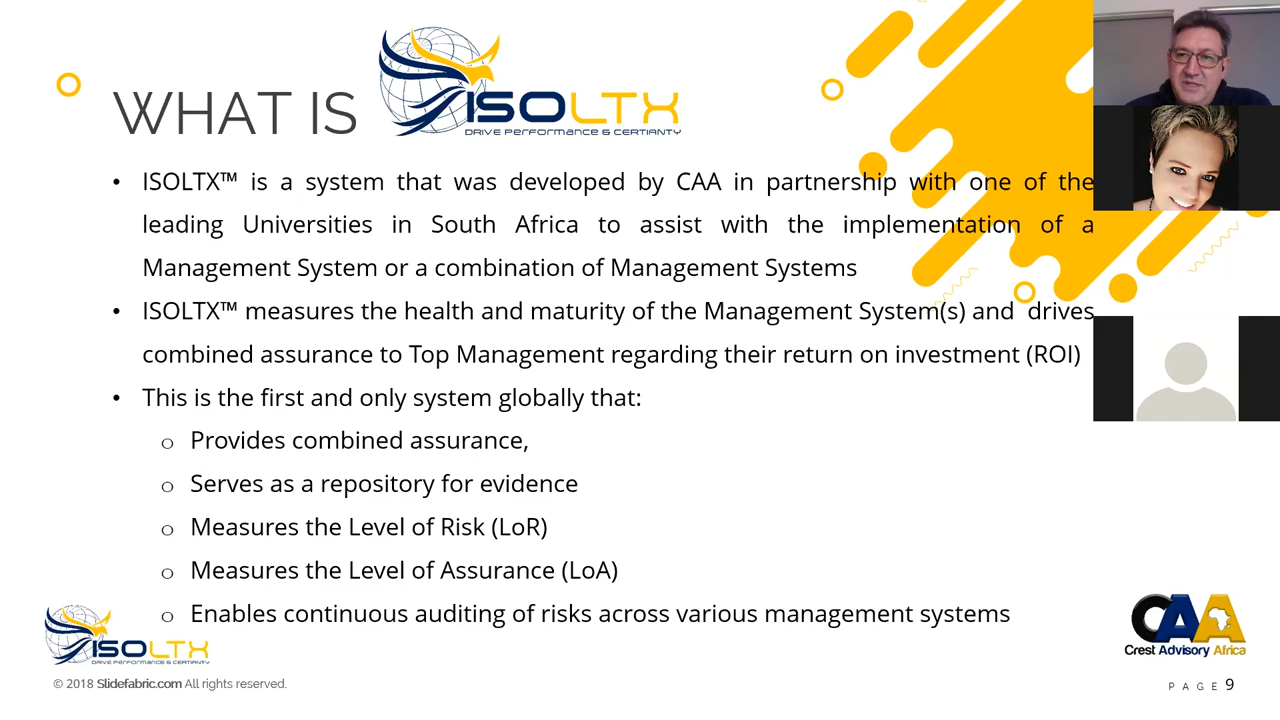 WHAT IS
ISOLTX
DRIVE PERFORMANCE & CERTIANTY
• ISOLTX™ is a system that was developed by CAA in partnership with one of the
leading Universities in South Africa to assist with the implementation of a
Management System or a combination of Management Systems
• ISOLTX™ measures the health and maturity of the Management System(s) and drives
combined assurance to Top Management regarding their return on investment (ROI)
• This is the first and only system globally that:
o Provides combined assurance,
o Serves as a repository for evidence
o Measures the Level of Risk (LoR)
o Measures the Level of Assurance (LoA)
o Enables continuous auditing of risks across various management systems
ISOLTX
DRIVE PERFORMANCE & CERTIANTY
CAA
Crest Advisory Africa
© 2018 Slidefabric.com All rights reserved.
PAGE 9